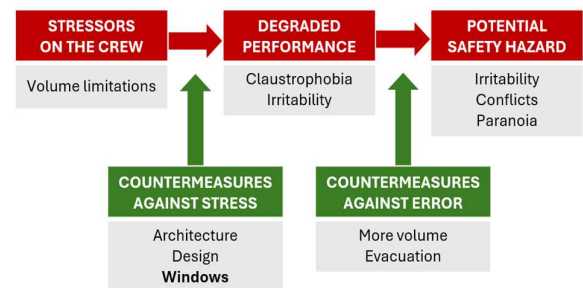 STRESSORS
ON THE CREW
Volume limitations
DEGRADED
PERFORMANCE
Claustrophobia
Irritability
POTENTIAL
SAFETY HAZARD
Irritability
Conflicts
Paranoia
COUNTERMEASURES
AGAINST STRESS
Architecture
Design
Windows
COUNTERMEASURES
AGAINST ERROR
More volume
Evacuation